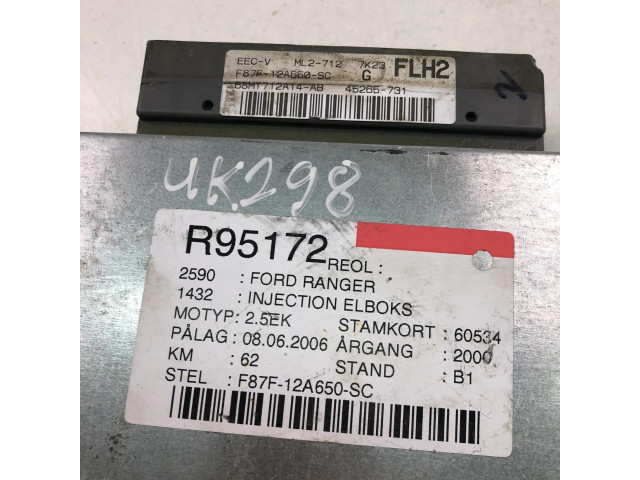 EEC-V ML2-712 7K23 FLH2
F87F-12A650-SC G
68MT712A14-AB 45265-731
UK298
R95172 REOL :
2590 : FORD RANGER
1432 : INJECTION ELBOKS
MOTYP : 2.5EK STAMKORT : 60534
PÅLAG : 08.06.2006 ÅRGANG : 2000
KM : 62 STAND : B1
STEL : F87F-12A650-SC